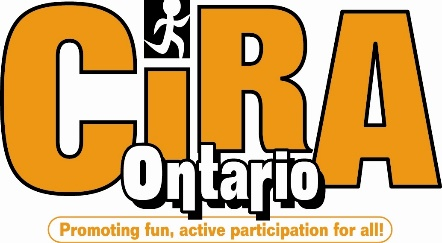 CiRA
Ontario
Promoting fun, active participation for all!